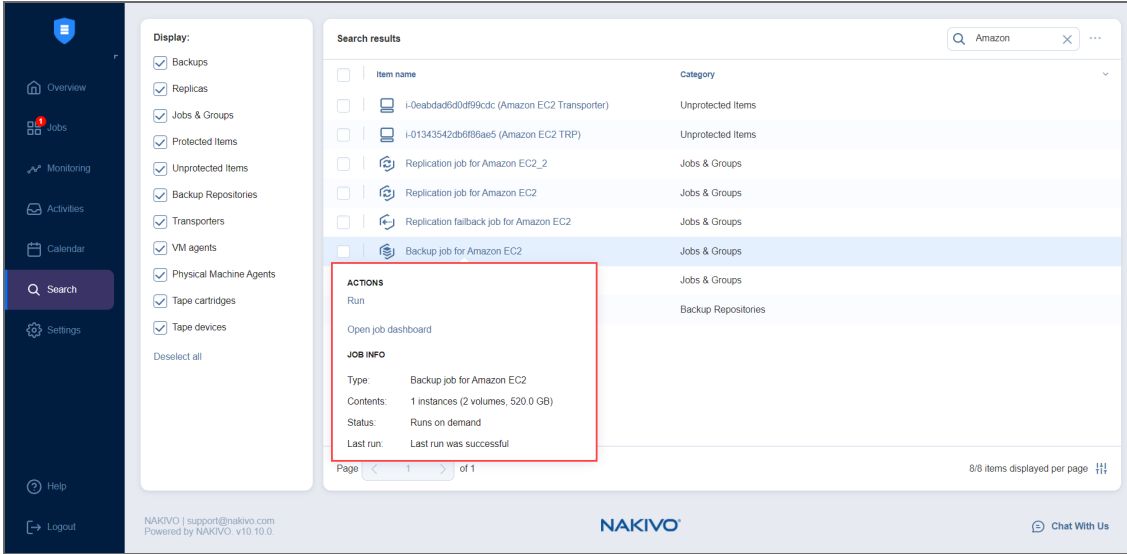 Overview
1
Jobs
Monitoring
Activities
Calendar
Search
Settings
Help
Logout
Display:
Backups
Replicas
Jobs & Groups
Protected Items
Unprotected Items
Backup Repositories
Transporters
VM agents
Physical Machine Agents
Tape cartridges
Tape devices
Deselect all
Search results
Amazon
Item name Category
i-0eabdad6d0df99cdc (Amazon EC2 Transporter) Unprotected Items
i-01343542db6f86ae5 (Amazon EC2 TRP) Unprotected Items
Replication job for Amazon EC2_2 Jobs & Groups
Replication job for Amazon EC2 Jobs & Groups
Replication failback job for Amazon EC2 Jobs & Groups
Backup job for Amazon EC2 Jobs & Groups
Jobs & Groups
Backup Repositories
ACTIONS
Run
Open job dashboard
JOB INFO
Type: Backup job for Amazon EC2
Contents: 1 instances (2 volumes, 520.0 GB)
Status: Runs on demand
Last run: Last run was successful
Page 1 of 1
8/8 items displayed per page
NAKIVO | support@nakivo.com
Powered by NAKIVO. v10.10.0.
NAKIVO®
Chat With Us